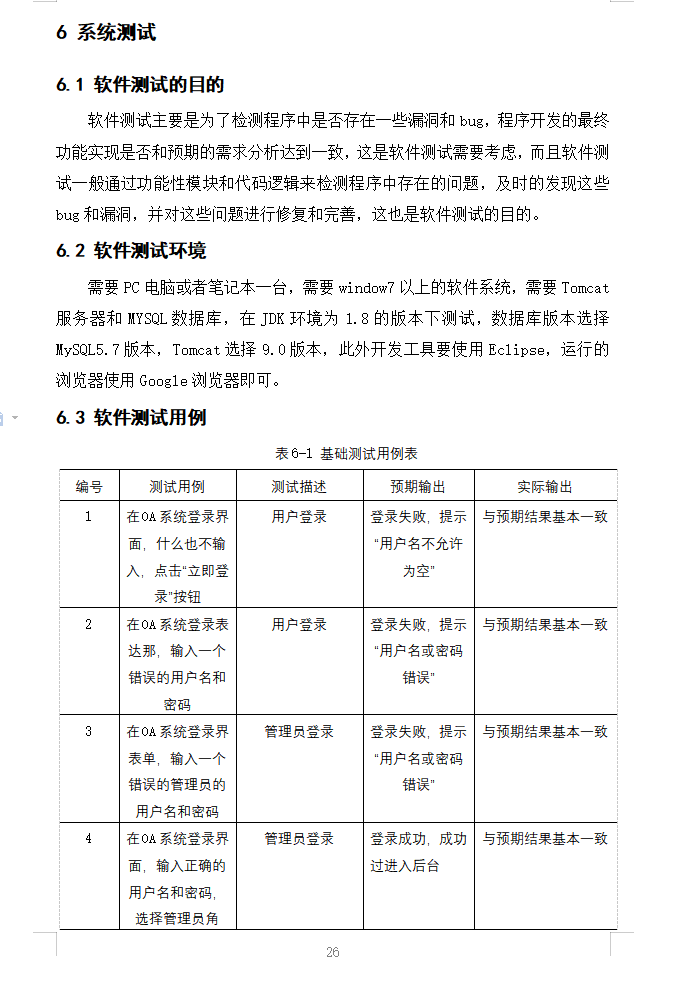 6 系统测试
6.1 软件测试的目的
软件测试主要是为了检测程序中是否存在一些漏洞和 bug，程序开发的最终
功能实现是否和预期的需求分析达到一致，这是软件测试需要考虑，而且软件测
试一般通过功能性模块和代码逻辑来检测程序中存在的问题，及时的发现这些
bug 和漏洞，并对这些问题进行修复和完善，这也是软件测试的目的。
6.2 软件测试环境
需要 PC 电脑或者笔记本一台，需要 window7 以上的软件系统，需要 Tomcat
服务器和 MYSQL 数据库，在 JDK 环境为 1.8 的版本下测试，数据库版本选择
MySQL5.7 版本，Tomcat 选择 9.0 版本，此外开发工具要使用 Eclipse，运行的
浏览器使用 Google 浏览器即可。
6.3 软件测试用例
表 6-1 基础测试用例表
编号 测试用例 测试描述 预期输出 实际输出
1 在 OA 系统登录界 用户登录 登录失败，提示 与预期结果基本一致
面，什么也不输 “用户名不允许
入，点击“立即登 为空”
录”按钮
2 在 OA 系统登录表 用户登录 登录失败，提示 与预期结果基本一致
达那，输入一个 “用户名或密码
错误的用户名和 错误”
密码
3 在 OA 系统登录界 管理员登录 登录失败，提示 与预期结果基本一致
表单，输入一个 “用户名或密码
错误的管理员的 错误”
用户名和密码
4 在 OA 系统登录界 管理员登录 登录成功，成功 与预期结果基本一致
面，输入正确的 过进入后台
用户名和密码，
选择管理员角
26